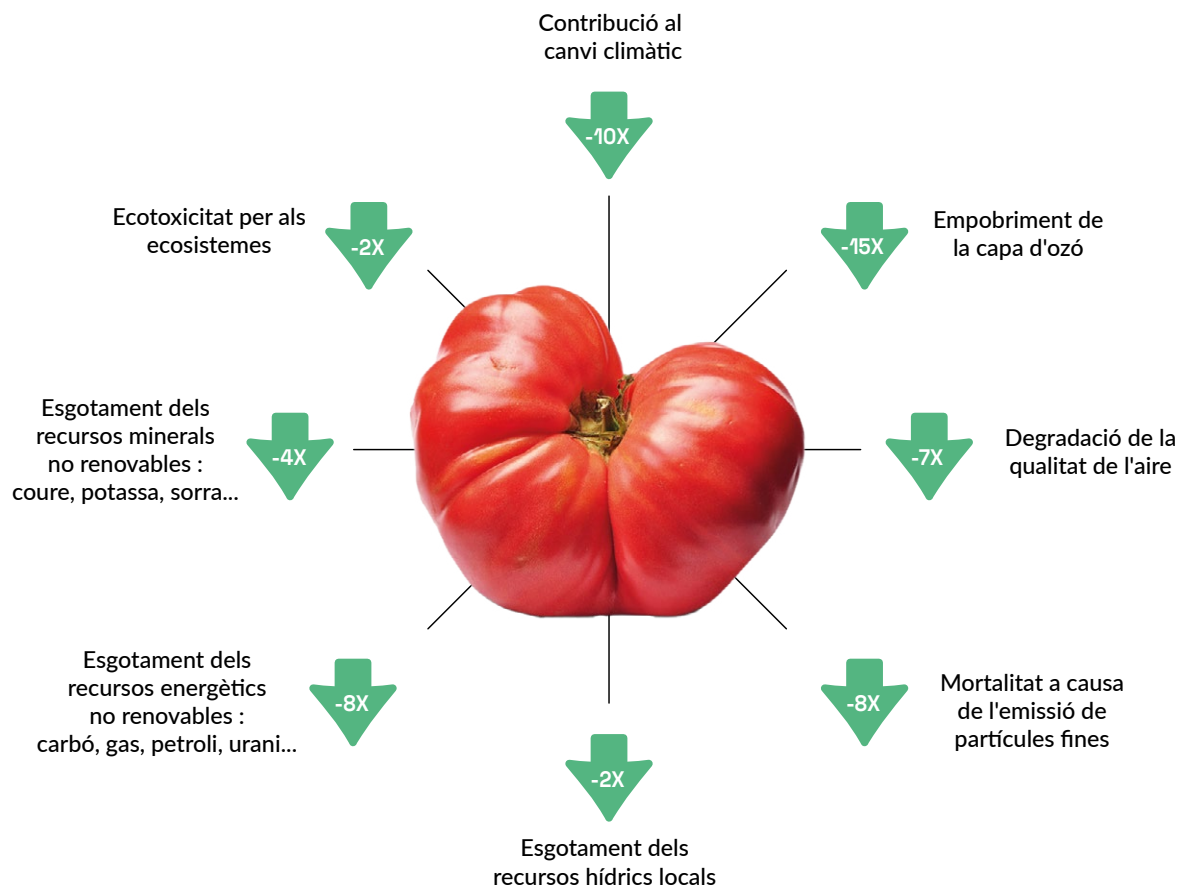 Contribució al
canvi climàtic
-10X
Ecotoxicitat per als
ecosistemes
-2X
-15X
Empobriment de
la capa d'ozó
Esgotament dels
recursos minerals
no renovables :
coure, potassa, sorra...
-4X
-7X
Degradació de la
qualitat de l'aire
Esgotament dels
recursos energètics
no renovables :
carbó, gas, petroli, urani...
-8X
-8X
Mortalitat a causa
de l'emissió de
partícules fines
-2X
Esgotament dels
recursos hídrics locals